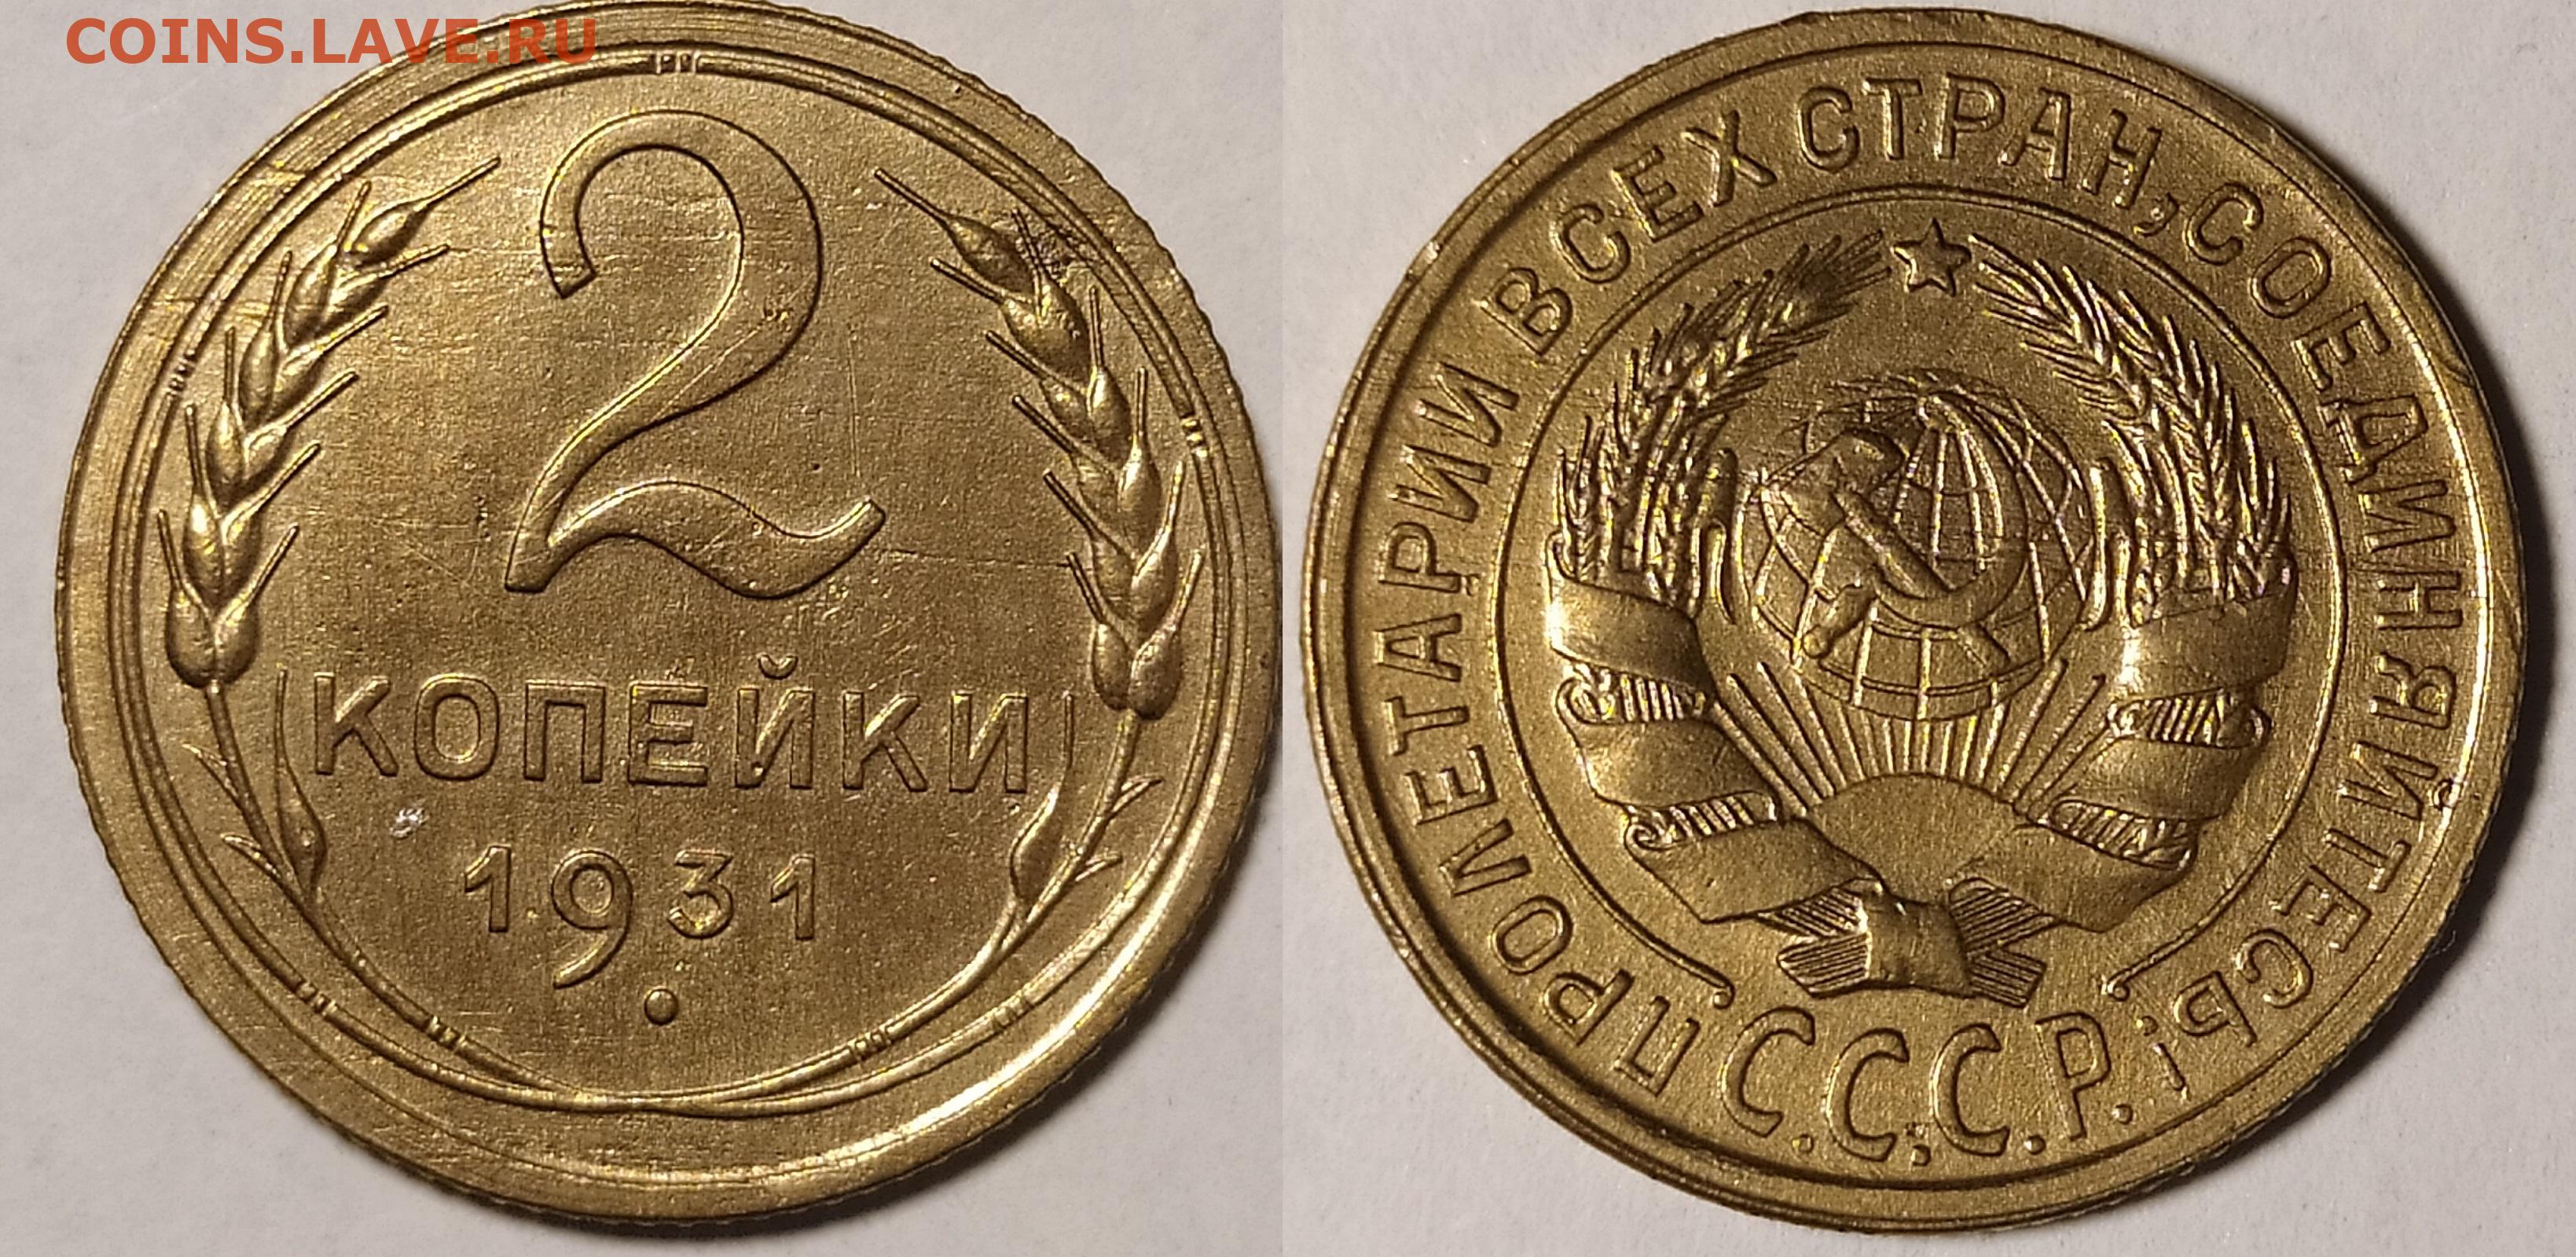 COINS.LAVE.RU
2
КОПЕЙКИ
1931
ПРОЛЕТАРИИ ВСЕХ СТРАН, СОЕДИНЯЙТЕСЬ!
С.С.С.Р.